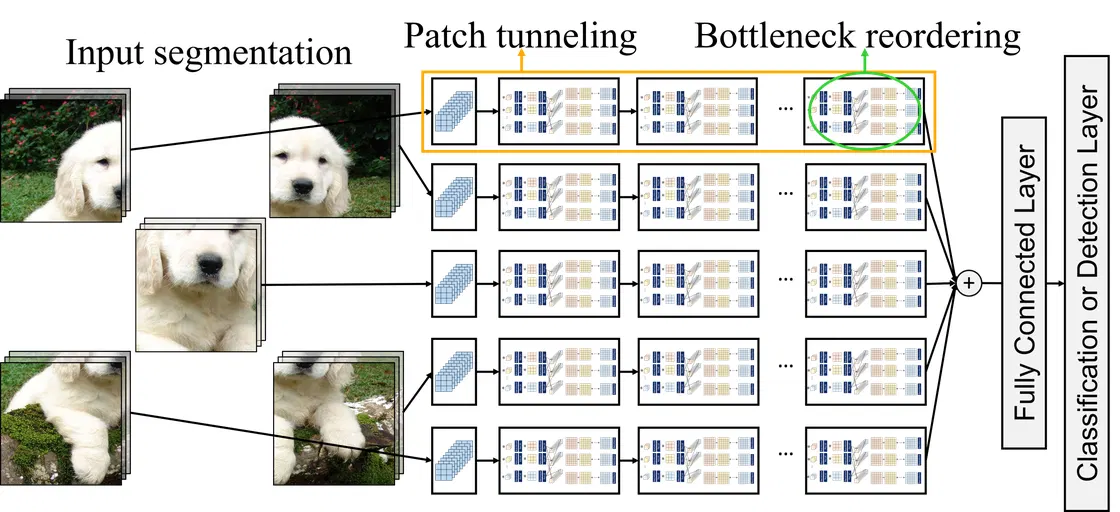 Input segmentation
Patch tunneling
Bottleneck reordering
...
...
...
...
...
+
Fully Connected Layer
Classification or Detection Layer